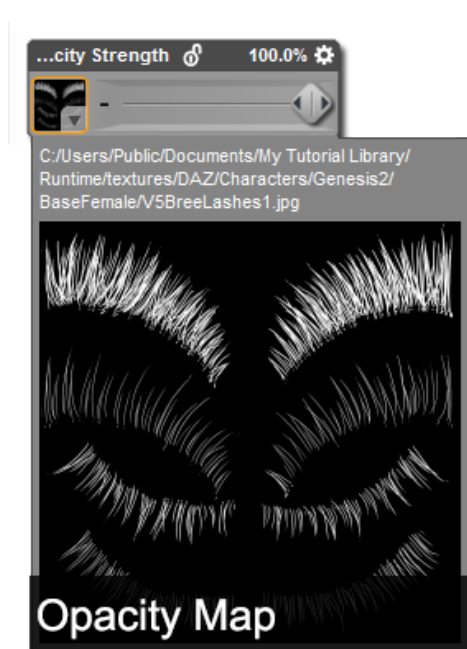 ...city Strength 100.0%
C:/Users/Public/Documents/My Tutorial Library/
Runtime/textures/DAZ/Characters/Genesis2/
BaseFemale/V5BreeLashes1.jpg
Opacity Map